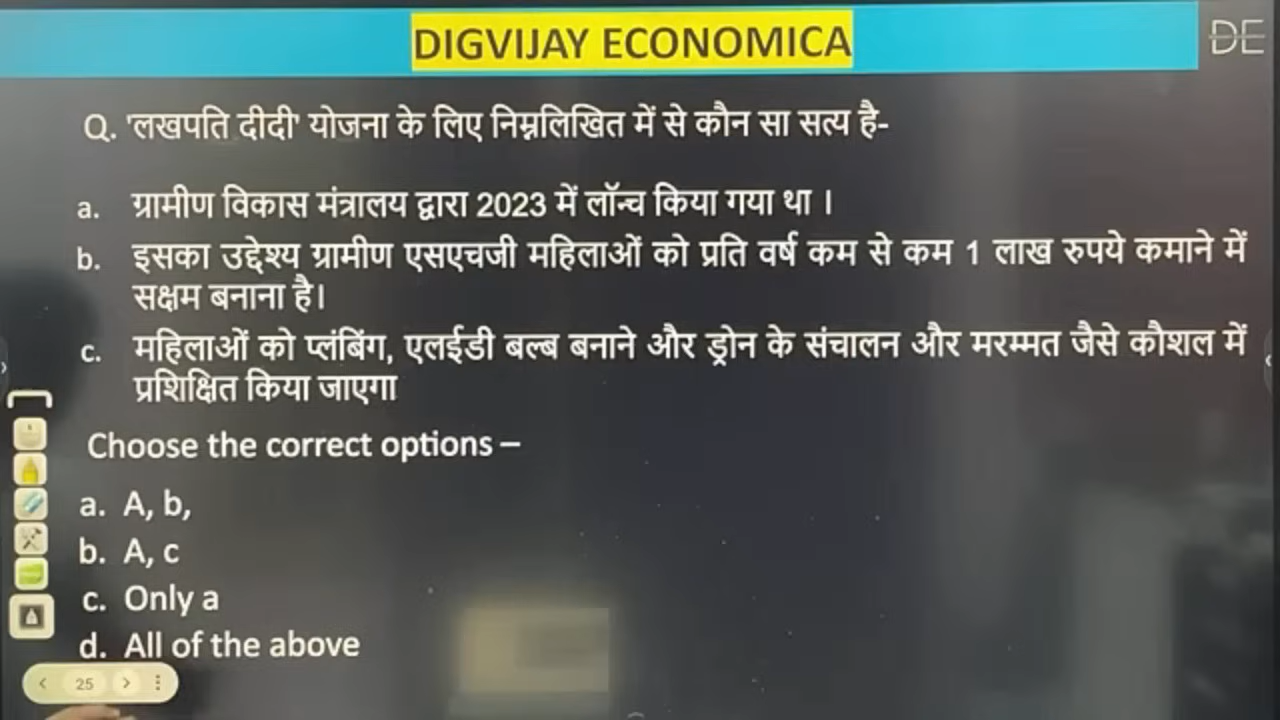 DIGVIJAY ECONOMICA
DE
Q. 'लखपति दीदी' योजना के लिए निम्नलिखित में से कौन सा सत्य है-
a. ग्रामीण विकास मंत्रालय द्वारा 2023 में लॉन्च किया गया था ।
b. इसका उद्देश्य ग्रामीण एसएचजी महिलाओं को प्रति वर्ष कम से कम 1 लाख रुपये कमाने में
सक्षम बनाना है।
c. महिलाओं को प्लंबिंग, एलईडी बल्ब बनाने और ड्रोन के संचालन और मरम्मत जैसे कौशल में
प्रशिक्षित किया जाएगा
Choose the correct options –
a. A, b,
b. A, c
c. Only a
d. All of the above
25